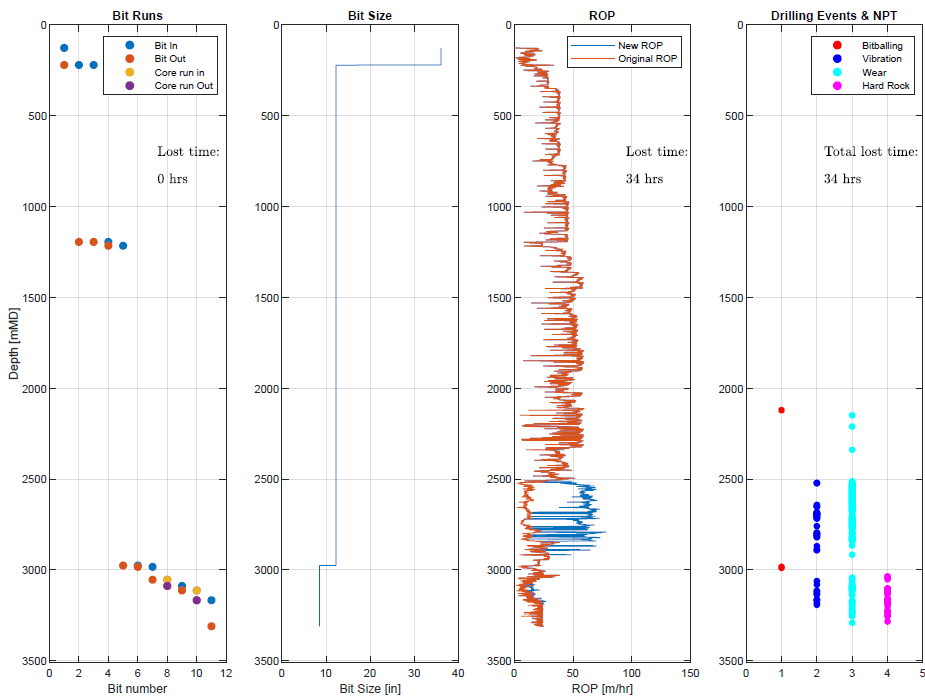 Bit Runs
Bit In
Bit Out
Core run in
Core run Out
Lost time:
0 hrs
0
500
1000
1500
2000
2500
3000
3500
0 2 4 6 8 10 12
Depth [mMD]
Bit number
Bit Size
0
500
1000
1500
2000
2500
3000
3500
0 10 20 30 40
Bit Size [in]
ROP
New ROP
Original ROP
Lost time:
34 hrs
0
500
1000
1500
2000
2500
3000
3500
0 50 100 150
ROP [m/hr]
Drilling Events & NPT
Bitballing
Vibration
Wear
Hard Rock
Total lost time:
34 hrs
0
500
1000
1500
2000
2500
3000
3500
0 1 2 3 4 5